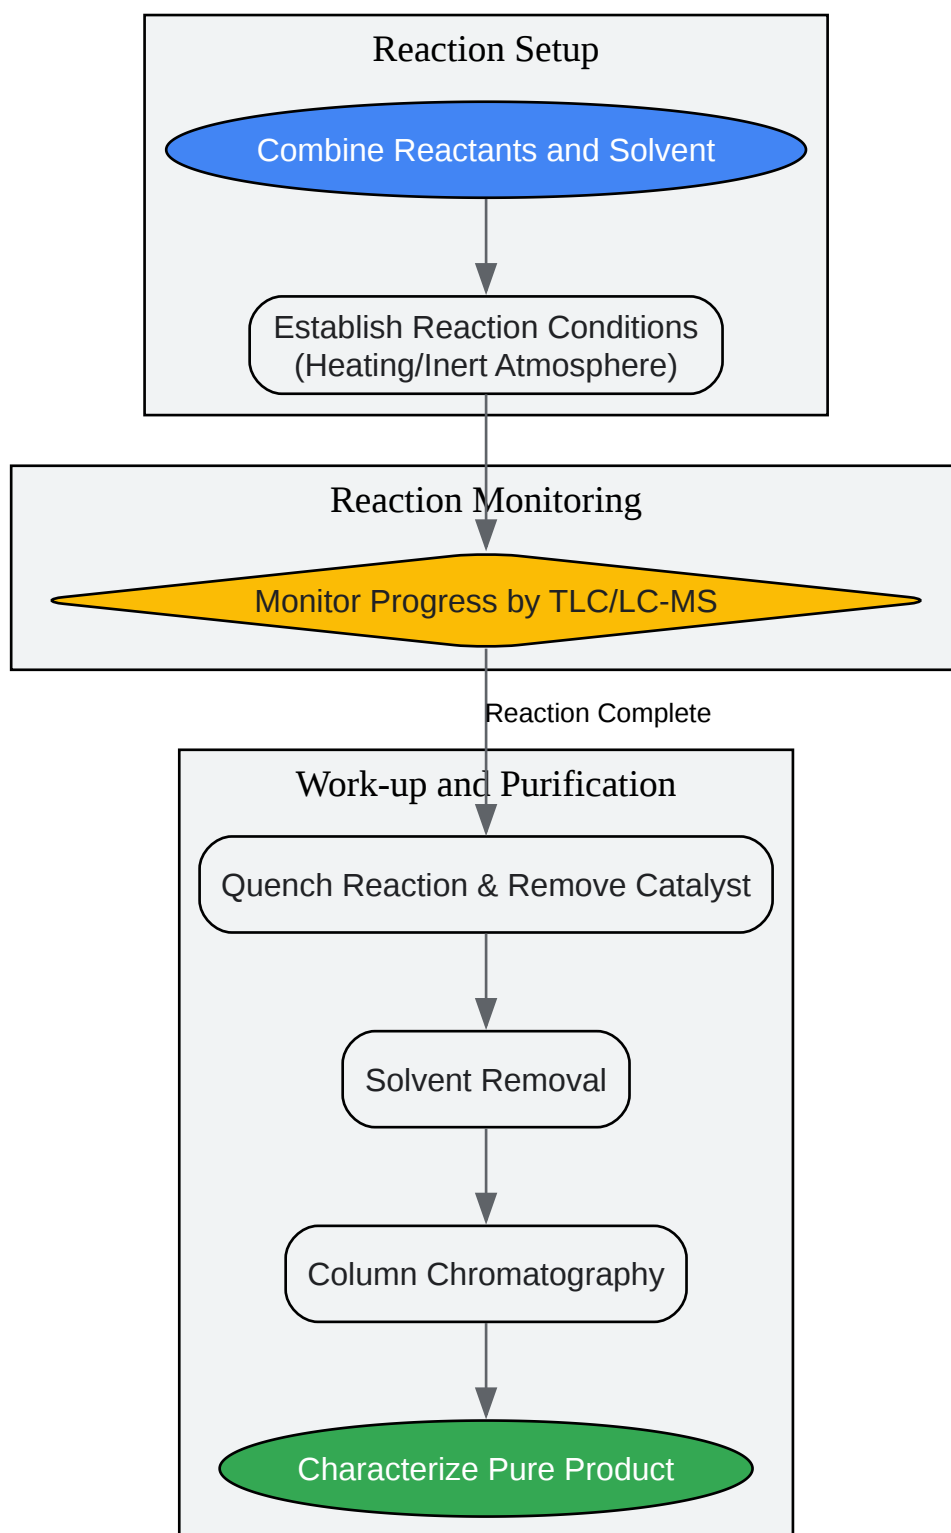 Reaction Setup
Combine Reactants and Solvent
Establish Reaction Conditions
(Heating/Inert Atmosphere)
Reaction Monitoring
Monitor Progress by TLC/LC-MS
Reaction Complete
Work-up and Purification
Quench Reaction & Remove Catalyst
Solvent Removal
Column Chromatography
Characterize Pure Product